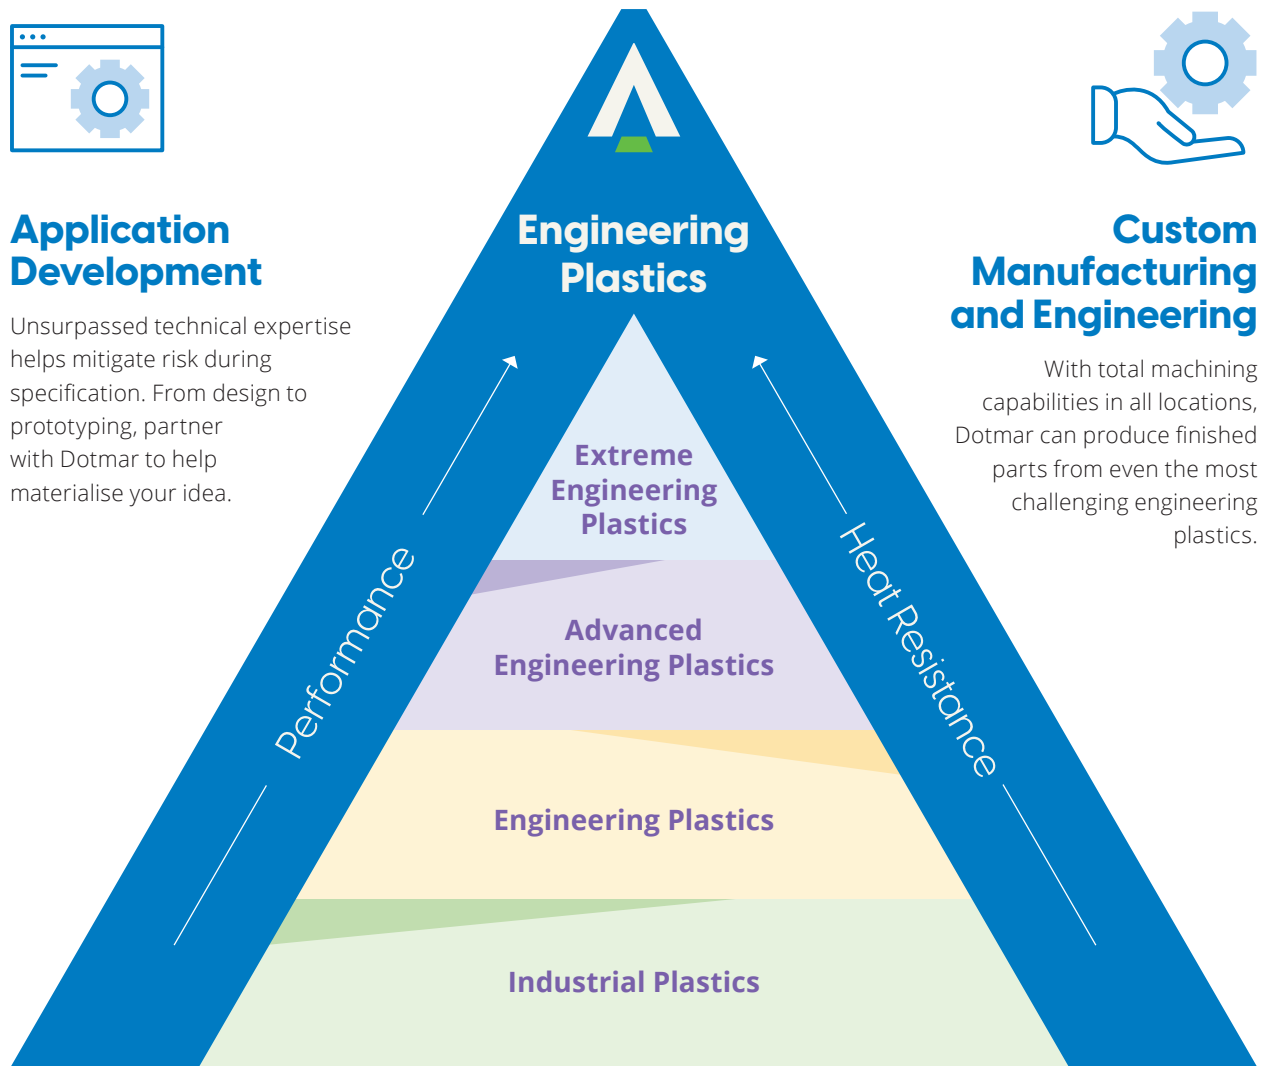 Application
Development
Unsurpassed technical expertise
helps mitigate risk during
specification. From design to
prototyping, partner
with Dotmar to help
materialise your idea.
Engineering
Plastics
Performance
Heat Resistance
Extreme
Engineering
Plastics
Advanced
Engineering Plastics
Engineering Plastics
Industrial Plastics
Custom
Manufacturing
and Engineering
With total machining
capabilities in all locations,
Dotmar can produce finished
parts from even the most
challenging engineering
plastics.